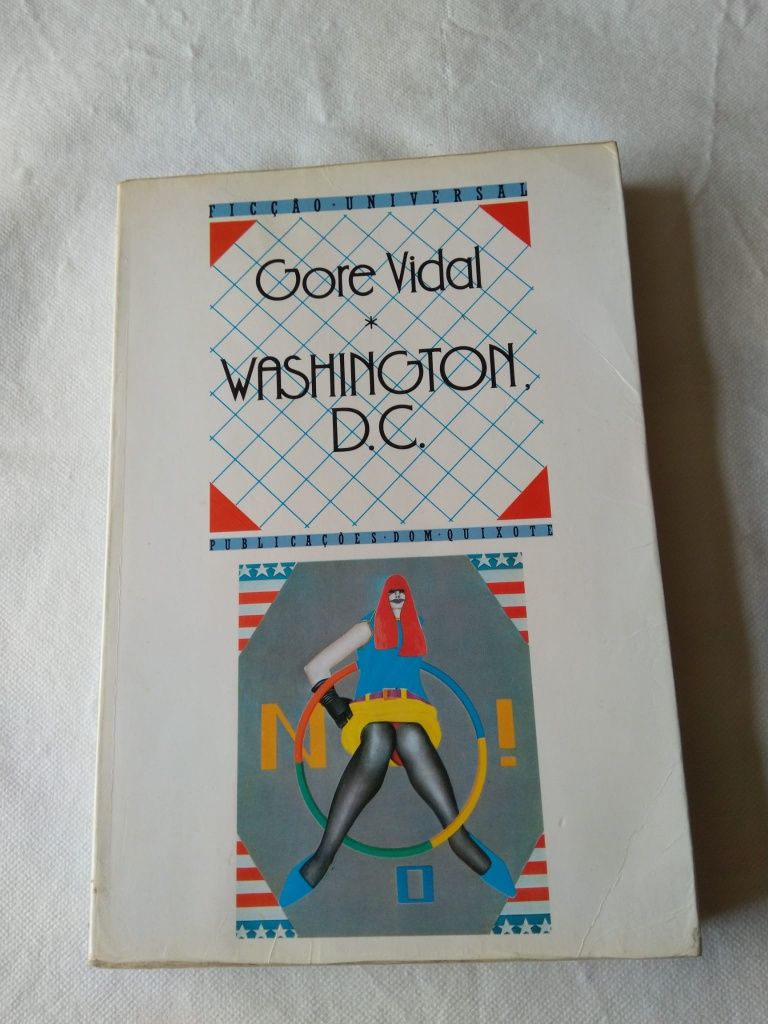 FICÇÃO·UNIVERSAL
Gore Vidal
*
WASHINGTON,
D.C.
PUBLICAÇÕES·DOM·QUIXOTE
N !
O